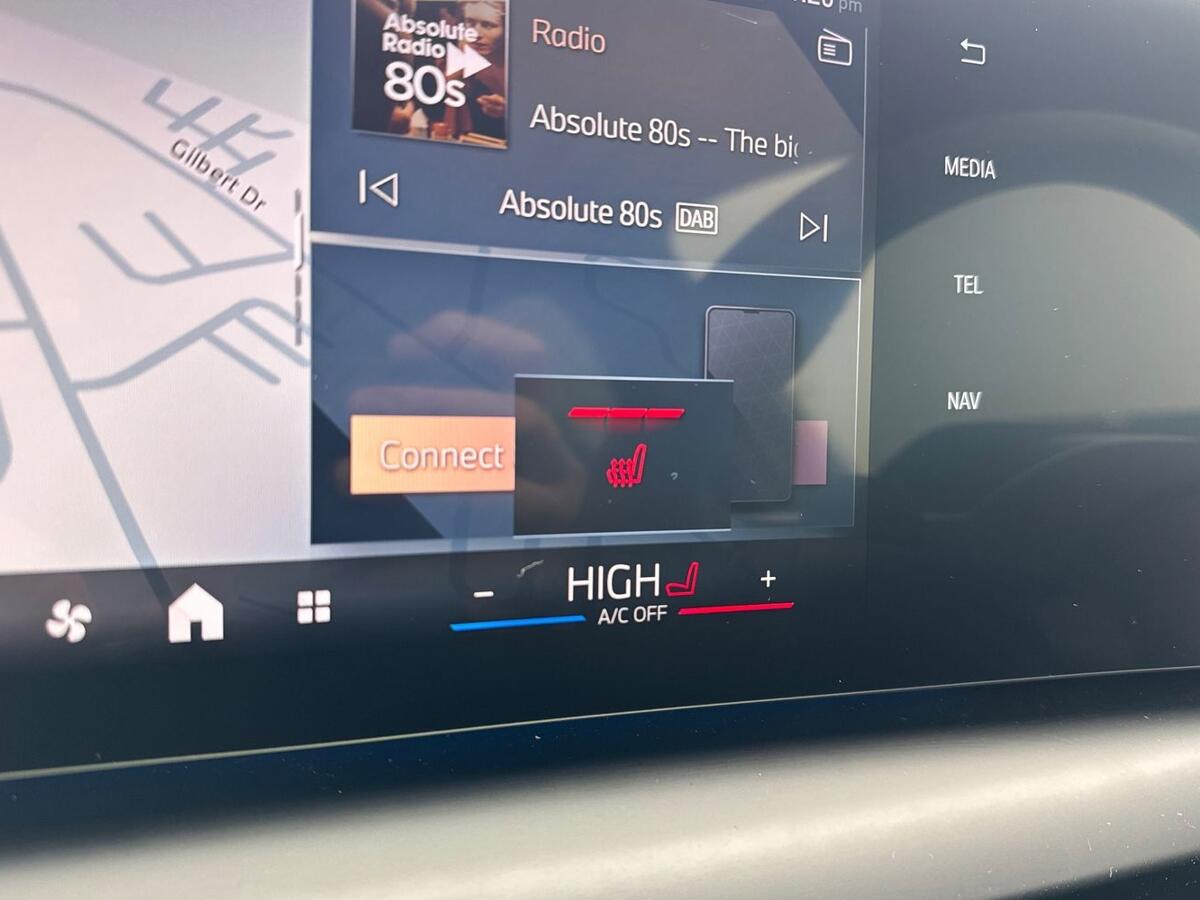 pm
Absolute
Radio
80s
Radio
Absolute 80s -- The bi
Absolute 80s DAB
Gilbert Dr
MEDIA
TEL
NAV
Connect
- HIGH +
A/C OFF